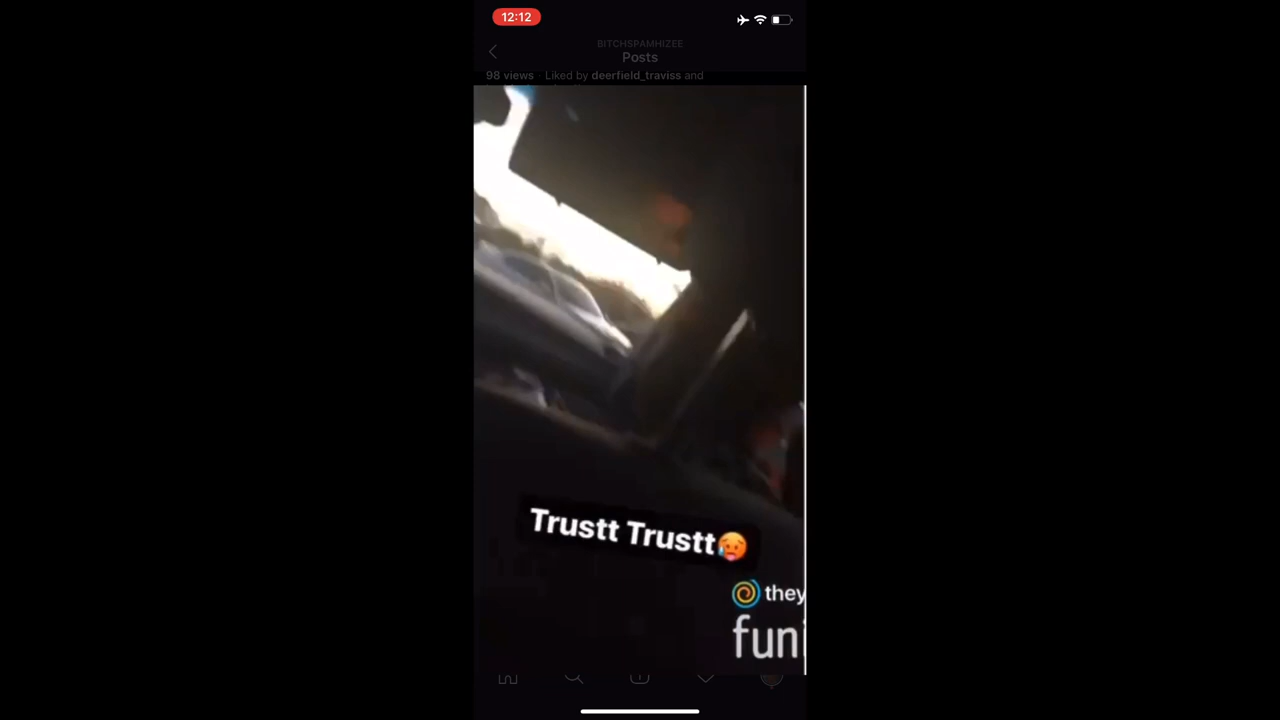 12:12
BITCHSPAMHIZEE
Posts
98 views · Liked by deerfield_traviss and
Trustt Trustt🥵
they
funi